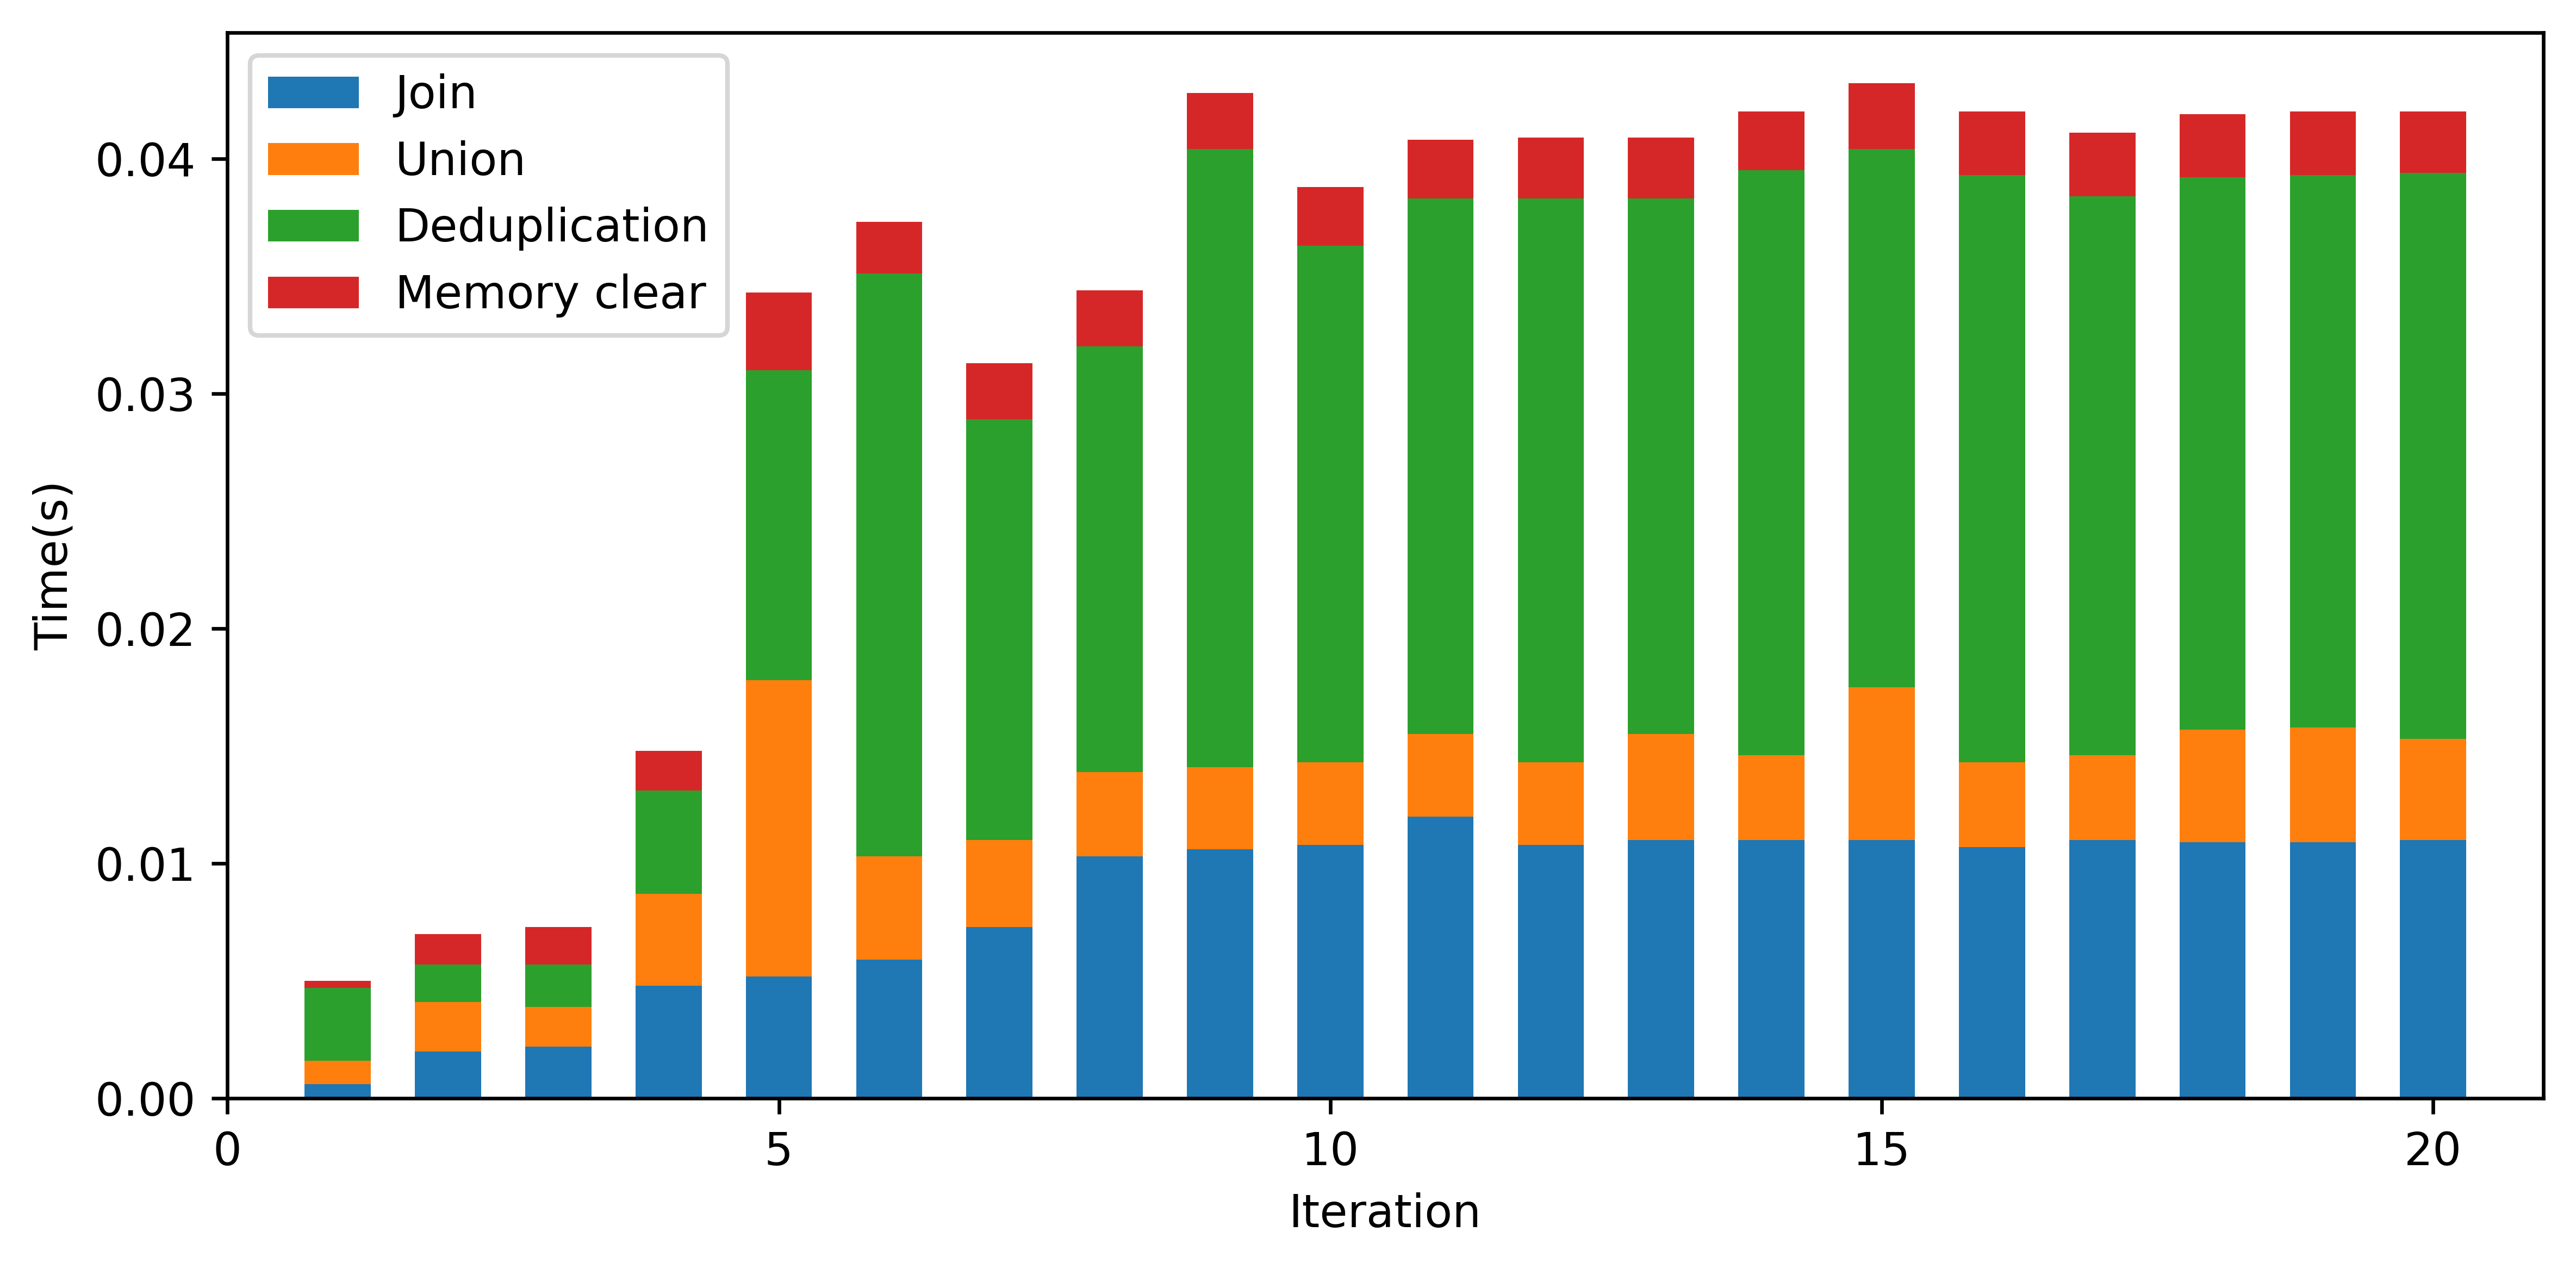 Join
Union
Deduplication
Memory clear
0.04
0.03
0.02
0.01
0.00
Time(s)
0 5 10 15 20
Iteration